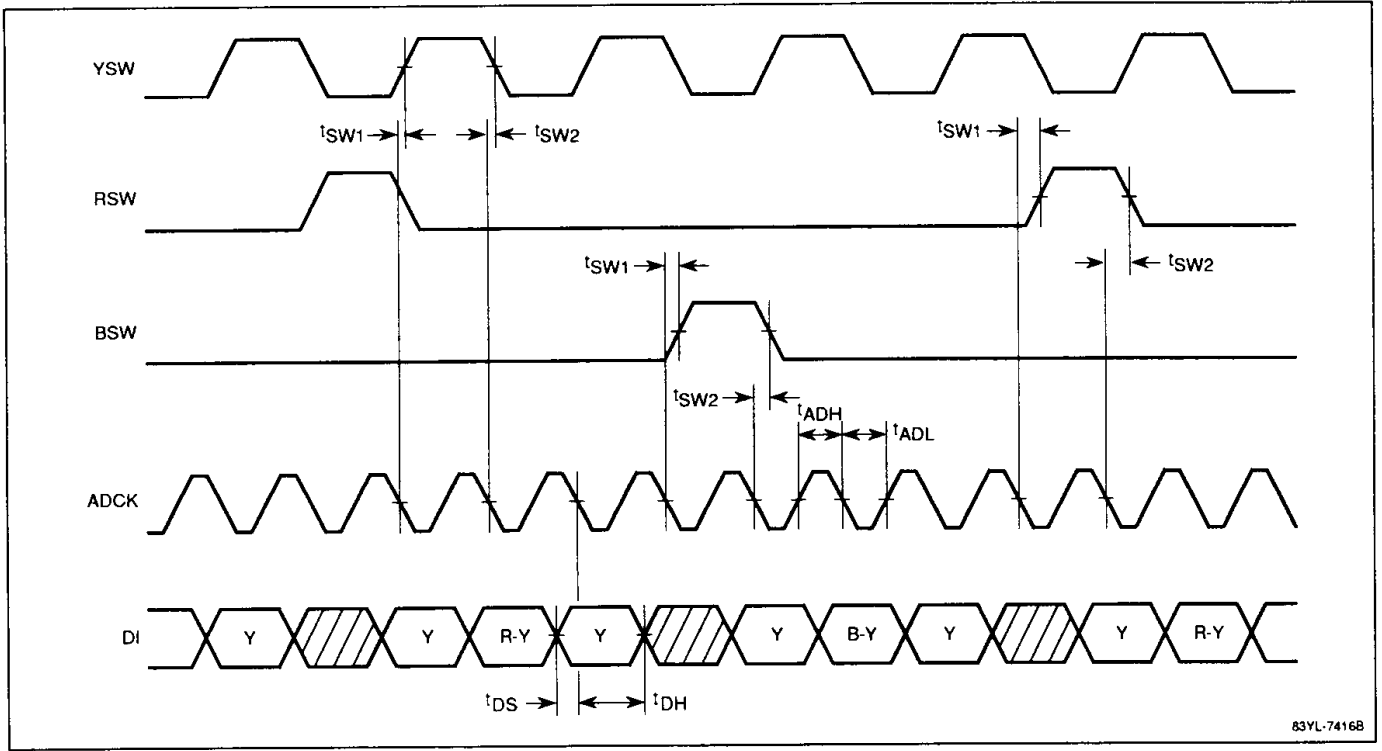 YSW
tSW1 tSW2 tSW1
RSW
tSW1 tSW2
BSW
tSW2 tADH tADL
ADCK
DI Y Y R-Y Y Y B-Y Y Y R-Y
tDS tDH
83YL-7416B